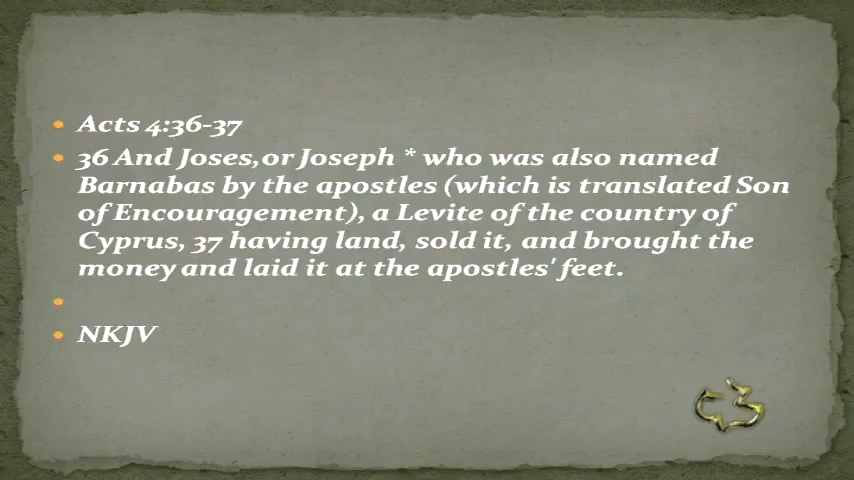 Acts 4:36-37
36 And Joses,or Joseph * who was also named
Barnabas by the apostles (which is translated Son
of Encouragement), a Levite of the country of
Cyprus, 37 having land, sold it, and brought the
money and laid it at the apostles' feet.
NKJV
C3